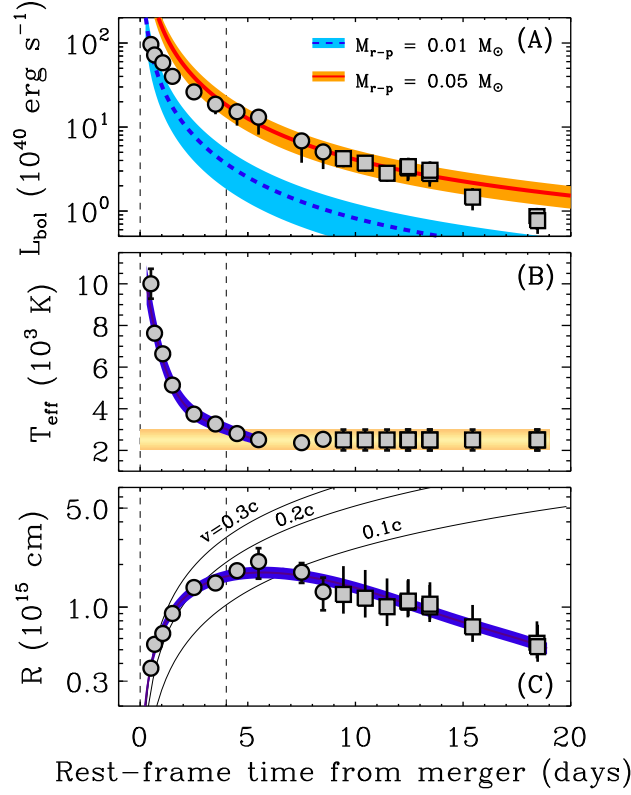 (A)
M_r-p = 0.01 M_⊙
M_r-p = 0.05 M_⊙
10^2
10^1
10^0
L_bol (10^40 erg s^-1)
(B)
10
8
6
4
2
T_eff (10^3 K)
(C)
v=0.3c
0.2c
0.1c
5.0
1.0
0.3
R (10^15 cm)
0 5 10 15 20
Rest-frame time from merger (days)